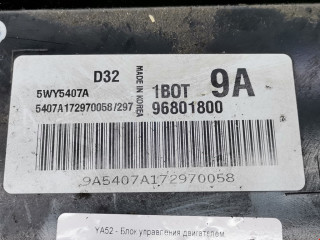 D32
MADE IN KOREA
1BOT 9A
5WY5407A
5407A172970058/297
96801800
9A5407A172970058
YA52 - Блок управления двигателем